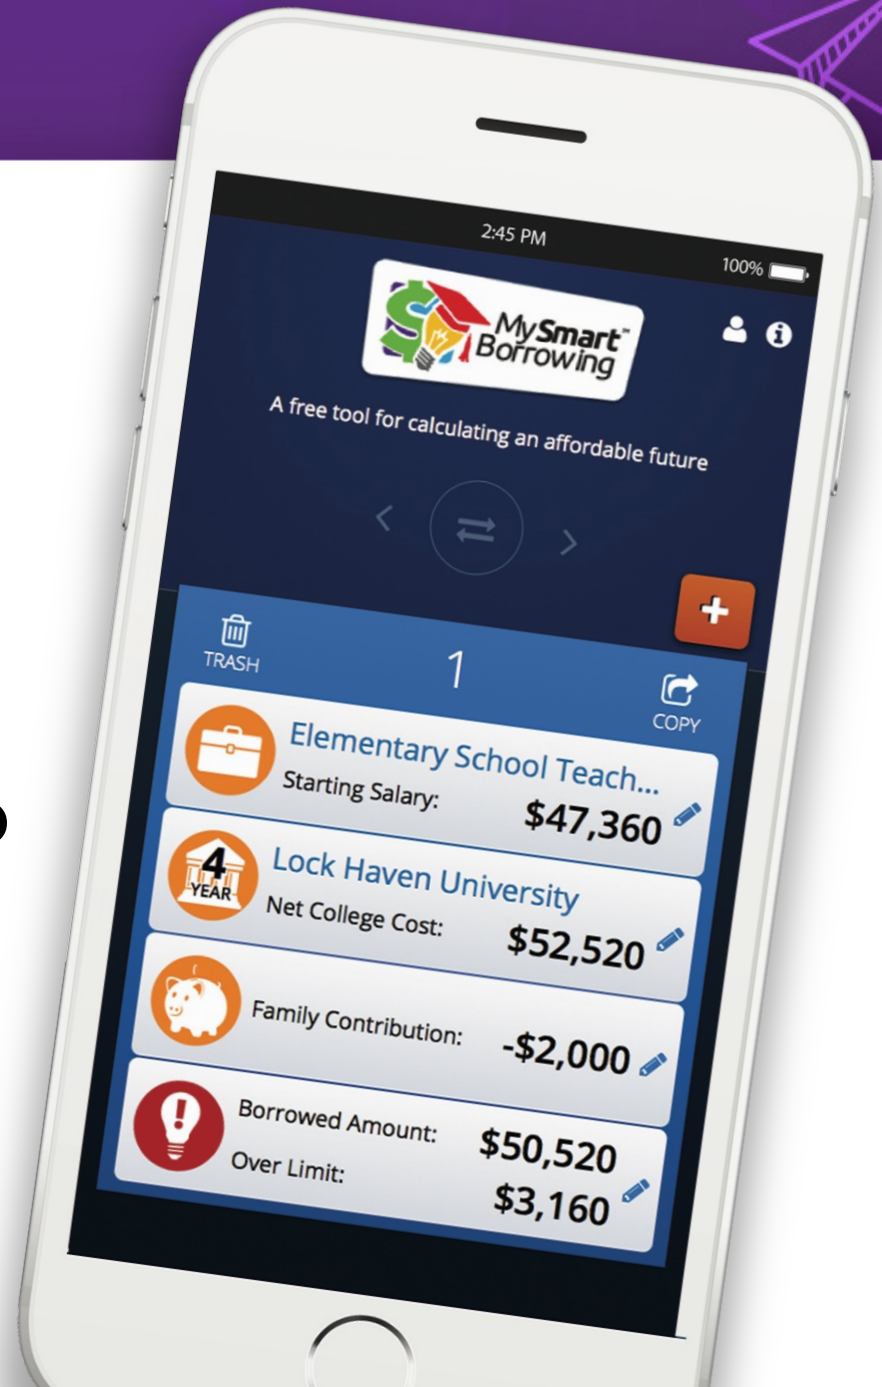 2:45 PM
100%
My Smart™
Borrowing
A free tool for calculating an affordable future
TRASH
1
COPY
Elementary School Teach...
Starting Salary:
$47,360
4
YEAR
Lock Haven University
Net College Cost:
$52,520
Family Contribution:
-$2,000
Borrowed Amount:
$50,520
Over Limit:
$3,160